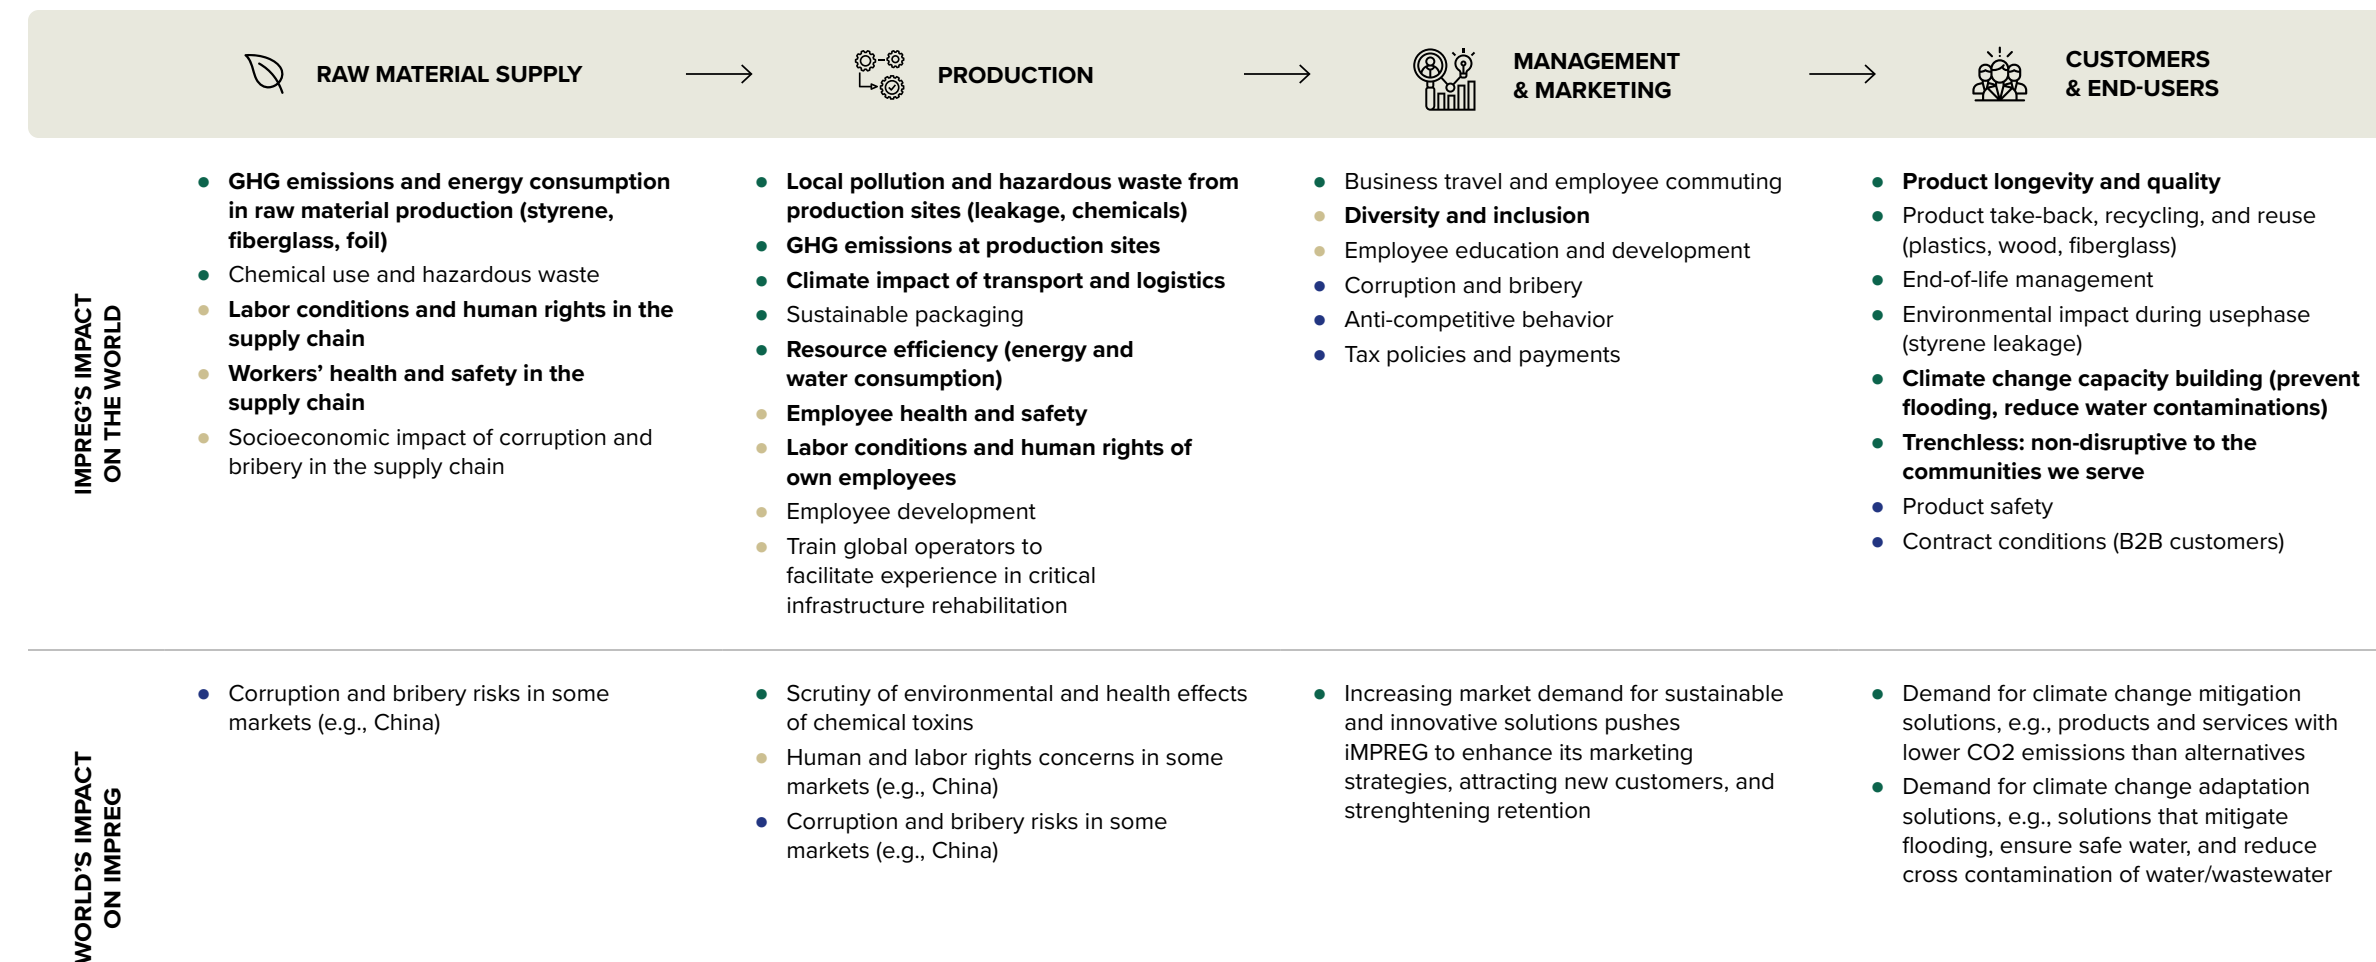 RAW MATERIAL SUPPLY
PRODUCTION
MANAGEMENT
& MARKETING
CUSTOMERS
& END-USERS
IMPREG'S IMPACT
ON THE WORLD
GHG emissions and energy consumption
in raw material production (styrene,
fiberglass, foil)
Chemical use and hazardous waste
Labor conditions and human rights in the
supply chain
Workers’ health and safety in the
supply chain
Socioeconomic impact of corruption and
bribery in the supply chain
Local pollution and hazardous waste from
production sites (leakage, chemicals)
GHG emissions at production sites
Climate impact of transport and logistics
Sustainable packaging
Resource efficiency (energy and
water consumption)
Employee health and safety
Labor conditions and human rights of
own employees
Employee development
Train global operators to
facilitate experience in critical
infrastructure rehabilitation
Business travel and employee commuting
Diversity and inclusion
Employee education and development
Corruption and bribery
Anti-competitive behavior
Tax policies and payments
Product longevity and quality
Product take-back, recycling, and reuse
(plastics, wood, fiberglass)
End-of-life management
Environmental impact during usephase
(styrene leakage)
Climate change capacity building (prevent
flooding, reduce water contaminations)
Trenchless: non-disruptive to the
communities we serve
Product safety
Contract conditions (B2B customers)
WORLD'S IMPACT
ON IMPREG
Corruption and bribery risks in some
markets (e.g., China)
Scrutiny of environmental and health effects
of chemical toxins
Human and labor rights concerns in some
markets (e.g., China)
Corruption and bribery risks in some
markets (e.g., China)
Increasing market demand for sustainable
and innovative solutions pushes
iMPREG to enhance its marketing
strategies, attracting new customers, and
strenghtening retention
Demand for climate change mitigation
solutions, e.g., products and services with
lower CO2 emissions than alternatives
Demand for climate change adaptation
solutions, e.g., solutions that mitigate
flooding, ensure safe water, and reduce
cross contamination of water/wastewater